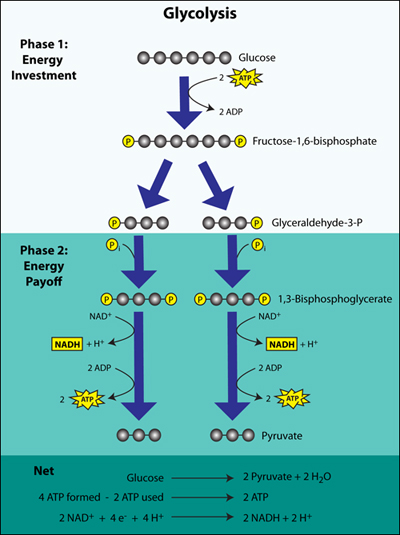 Glycolysis
Phase 1:
Energy
Investment
Glucose
2 ATP
2 ADP
P P
Fructose-1,6-bisphosphate
P P
Glyceraldehyde-3-P
Phase 2:
Energy
Payoff
Pi Pi
P P P P
1,3-Bisphosphoglycerate
NAD⁺ NAD⁺
NADH + H⁺ NADH + H⁺
2 ADP 2 ADP
2 ATP 2 ATP
Pyruvate
Net
Glucose 2 Pyruvate + 2 H₂O
4 ATP formed - 2 ATP used 2 ATP
2 NAD⁺ + 4 e⁻ + 4 H⁺ 2 NADH + 2 H⁺